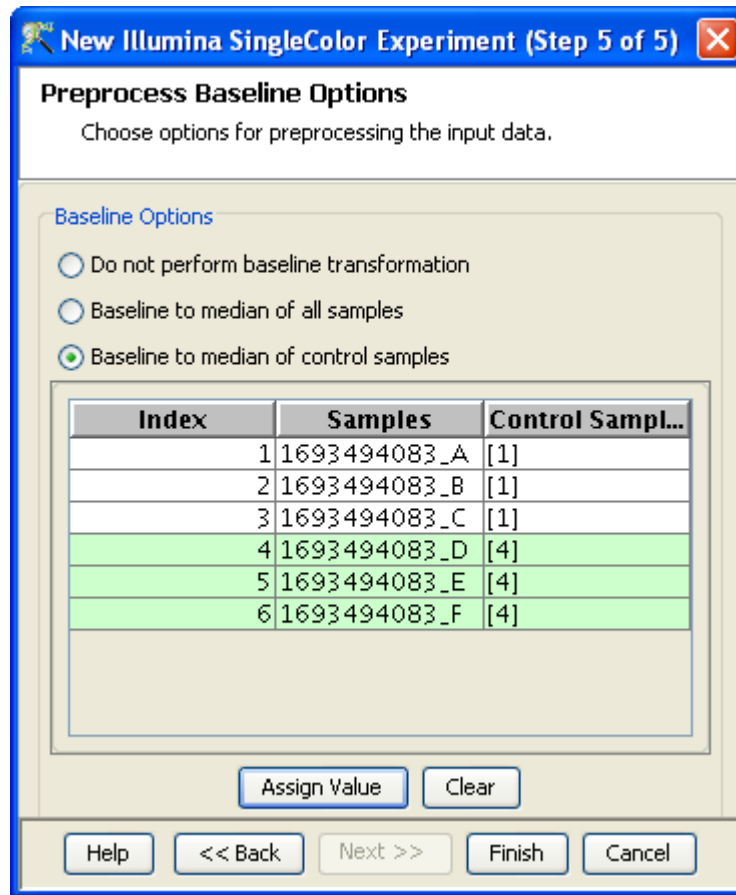 New Illumina SingleColor Experiment (Step 5 of 5)
Preprocess Baseline Options
Choose options for preprocessing the input data.
Baseline Options
Do not perform baseline transformation
Baseline to median of all samples
Baseline to median of control samples
Index Samples Control Sampl...
1 1693494083_A [1]
2 1693494083_B [1]
3 1693494083_C [1]
4 1693494083_D [4]
5 1693494083_E [4]
6 1693494083_F [4]
Assign Value Clear
Help << Back Next >> Finish Cancel